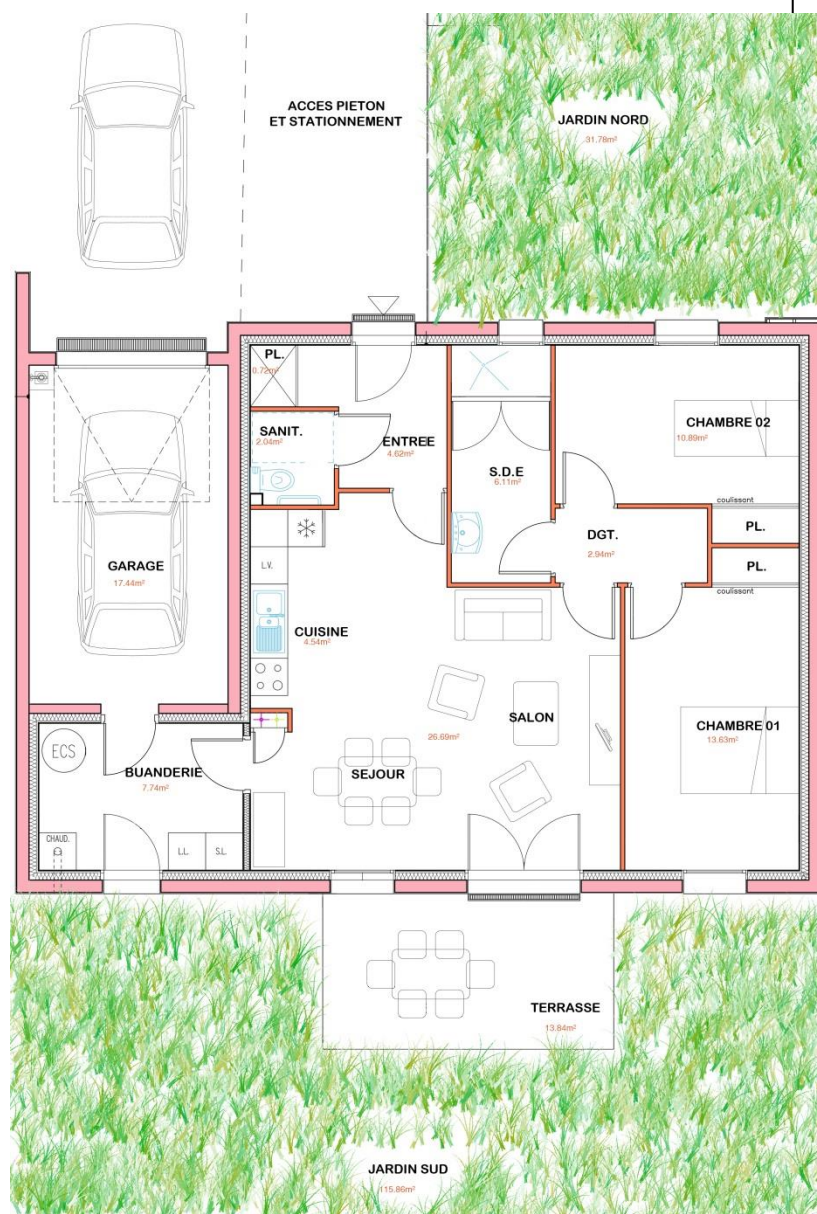 ACCES PIETON
ET STATIONNEMENT
JARDIN NORD
31.78m²
PL.
0.72m²
SANIT.
2.04m²
ENTREE
4.62m²
S.D.E
6.11m²
CHAMBRE 02
10.89m²
coulissant
PL.
DGT.
2.94m²
PL.
coulissant
GARAGE
17.44m²
L.V.
CUISINE
4.54m²
SALON
26.69m²
CHAMBRE 01
13.63m²
ECS
BUANDERIE
7.74m²
SEJOUR
CHAUD.
L.L.
S.L.
TERRASSE
13.84m²
JARDIN SUD
115.86m²